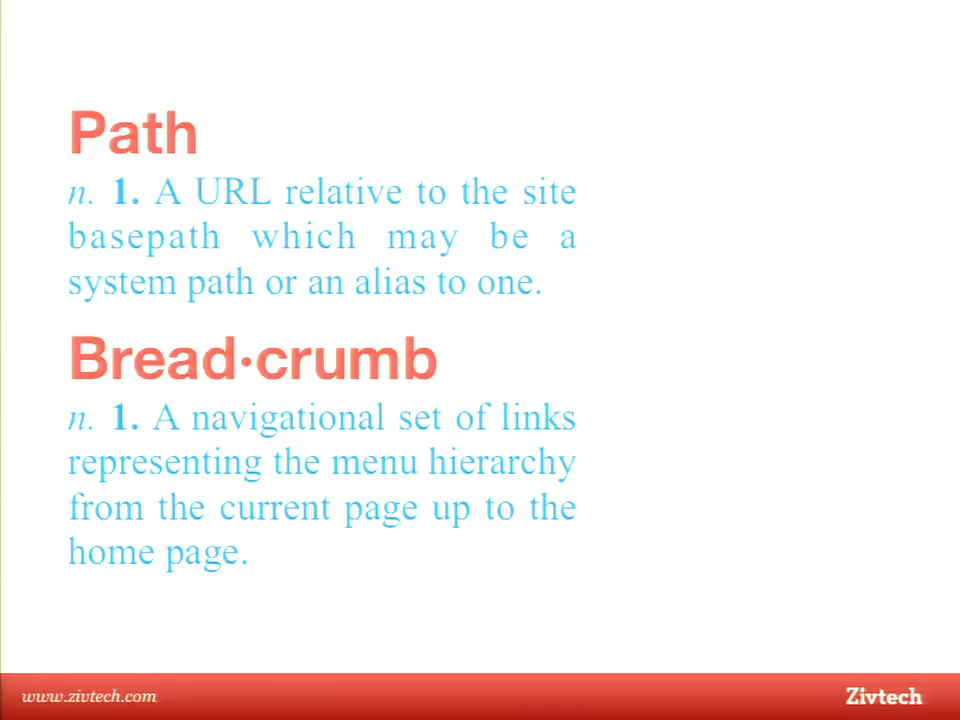 Path
n. 1. A URL relative to the site
basepath which may be a
system path or an alias to one.
Bread·crumb
n. 1. A navigational set of links
representing the menu hierarchy
from the current page up to the
home page.
www.zivtech.com
Zivtech